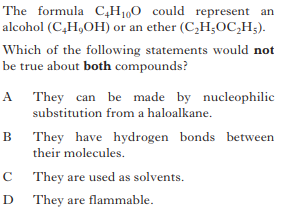 The formula C₄H₁₀O could represent an
alcohol (C₄H₉OH) or an ether (C₂H₅OC₂H₅).
Which of the following statements would not
be true about both compounds?
A They can be made by nucleophilic
substitution from a haloalkane.
B They have hydrogen bonds between
their molecules.
C They are used as solvents.
D They are flammable.